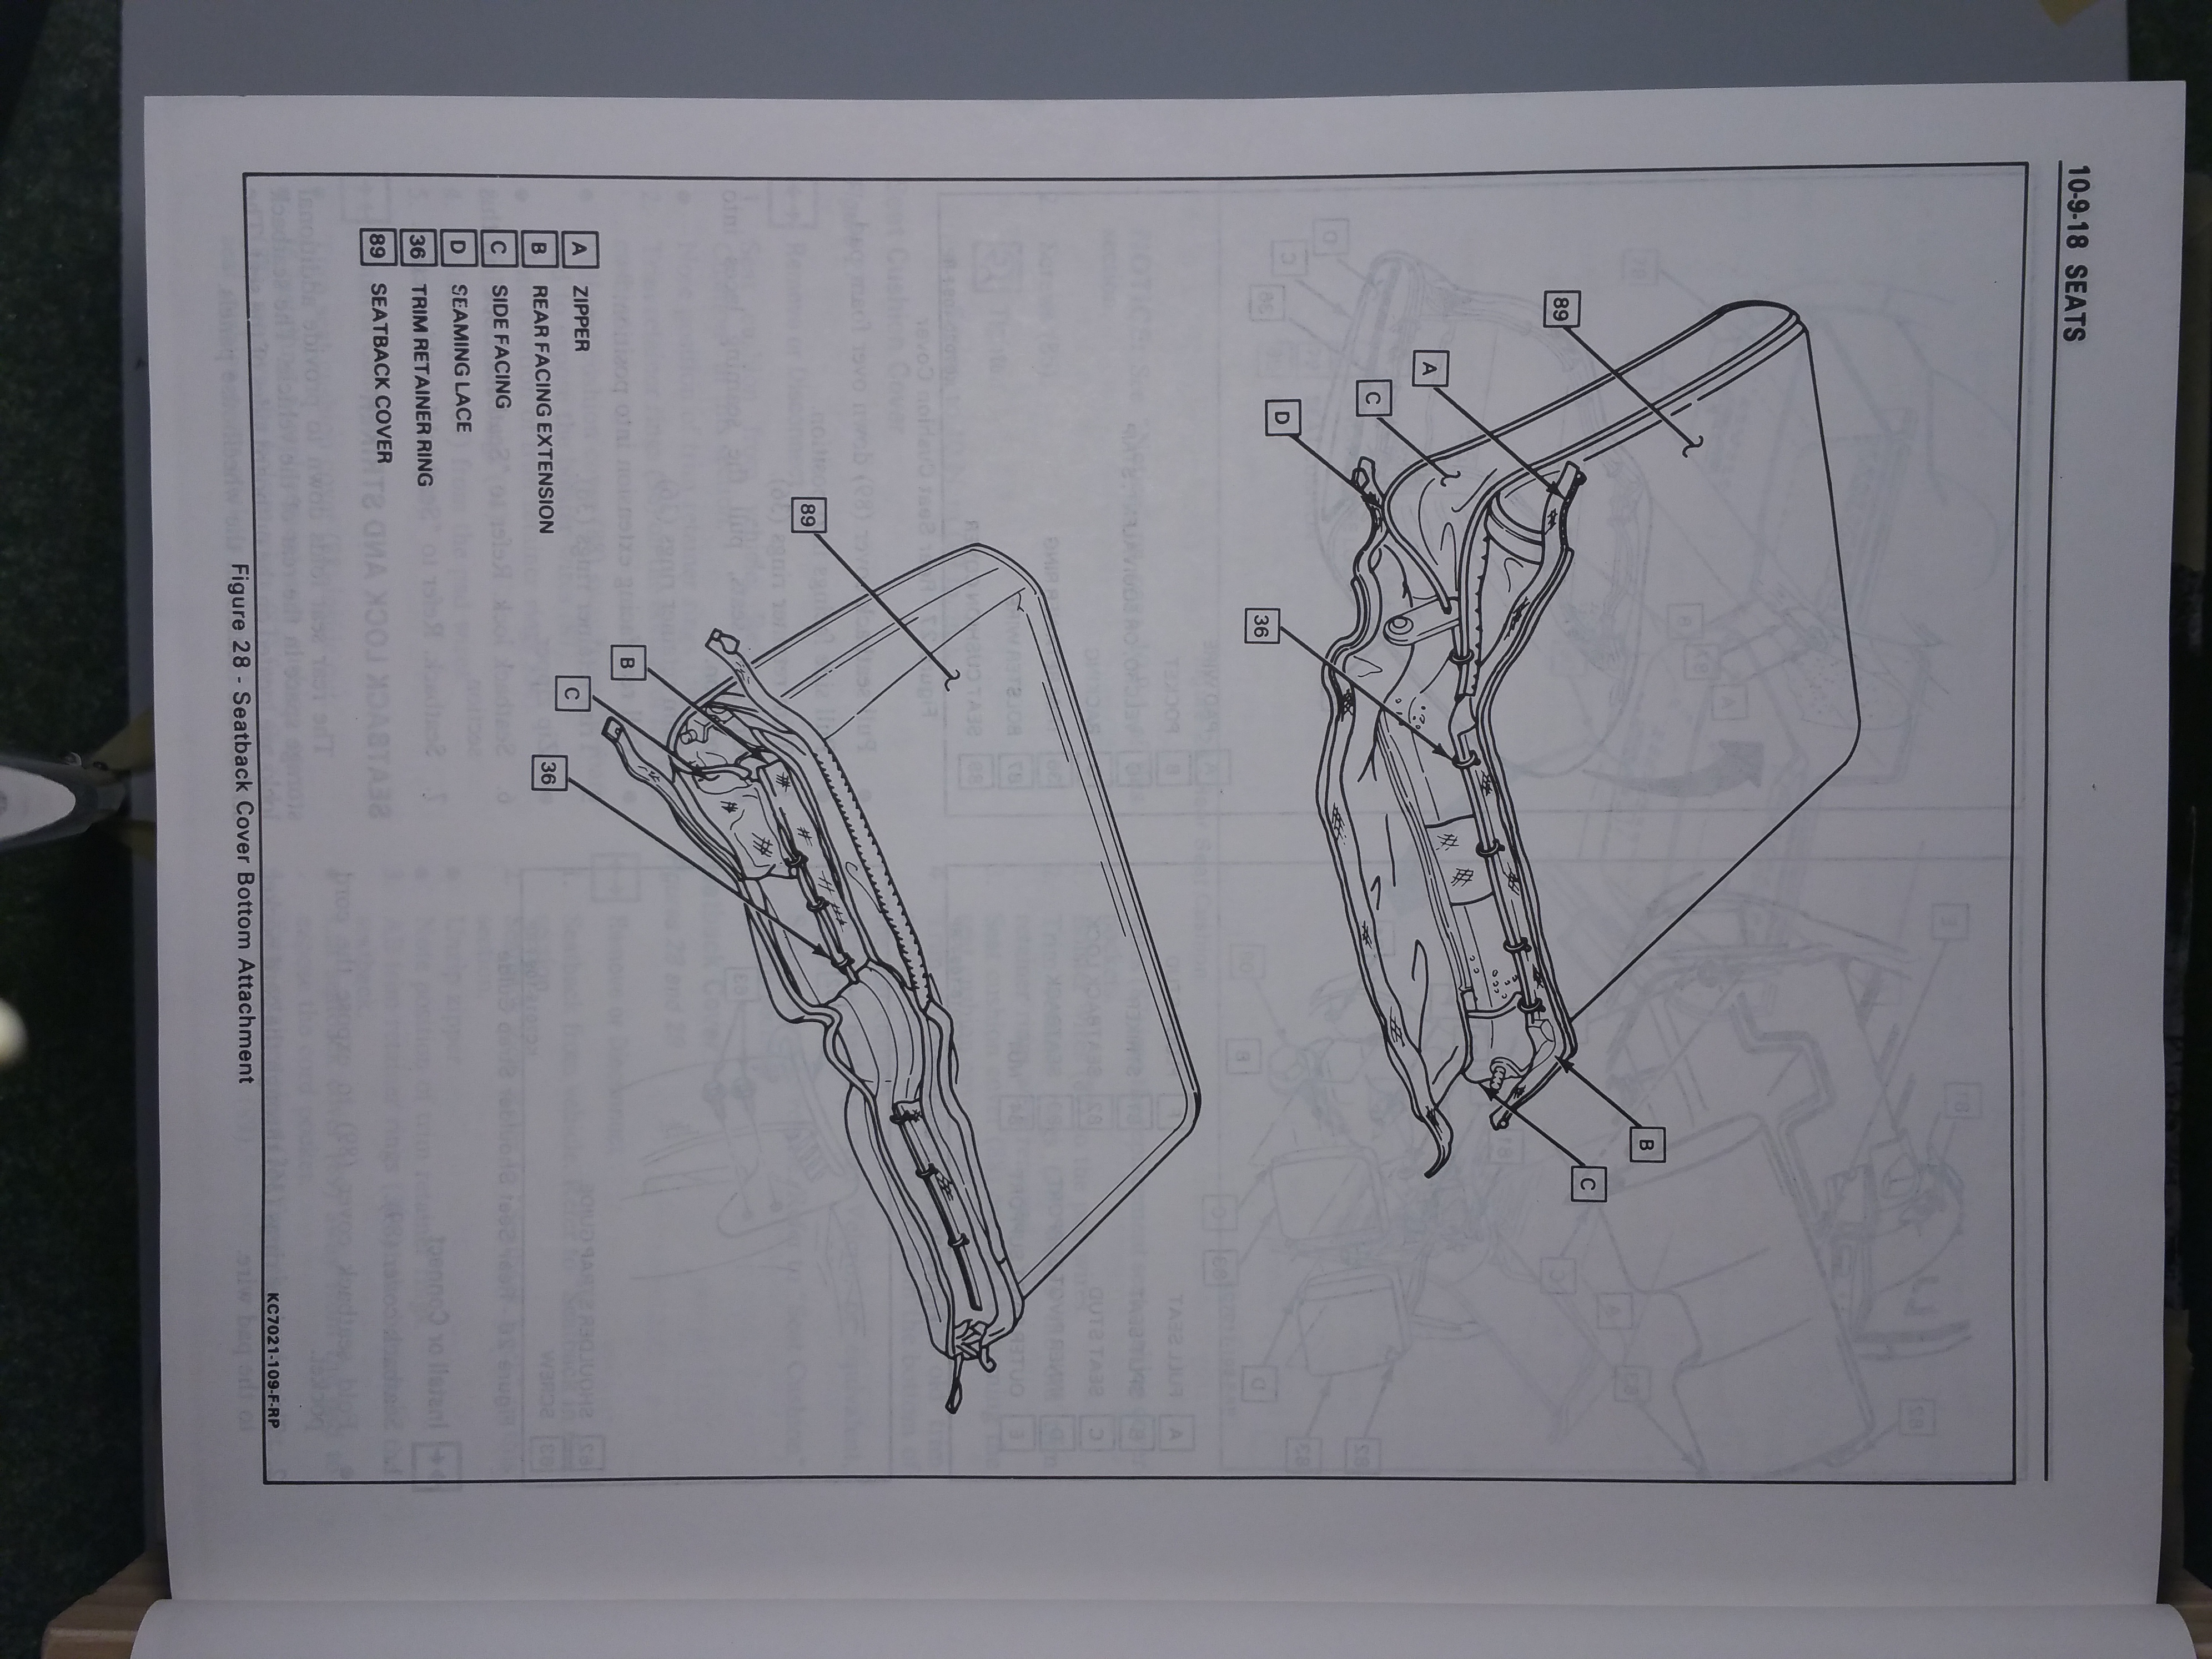 10-9-18 SEATS
89
A
C
D
36
B
C
89
B
C
36
A ZIPPER
B REAR FACING EXTENSION
C SIDE FACING
D SEAMING LACE
36 TRIM RETAINER RING
89 SEATBACK COVER
KC7021-109-F-RP
Figure 28 - Seatback Cover Bottom Attachment